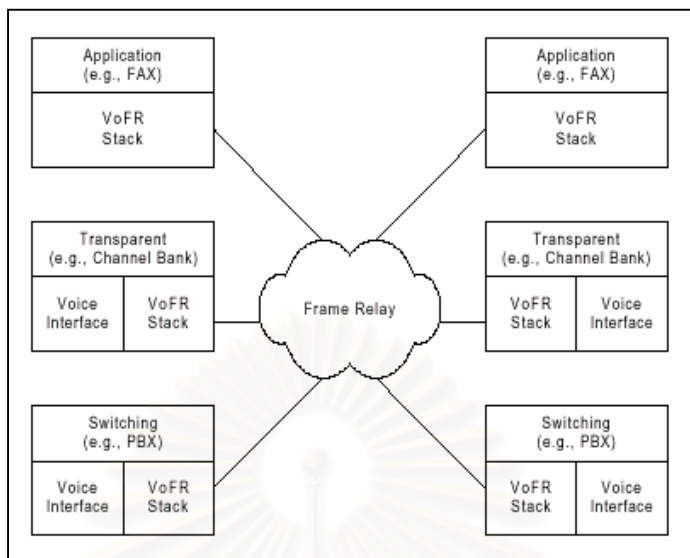 Application
(e.g., FAX)
VoFR
Stack
Application
(e.g., FAX)
VoFR
Stack
Transparent
(e.g., Channel Bank)
Voice
Interface
VoFR
Stack
Frame Relay
Transparent
(e.g., Channel Bank)
VoFR
Stack
Voice
Interface
Switching
(e.g., PBX)
Voice
Interface
VoFR
Stack
Switching
(e.g., PBX)
VoFR
Stack
Voice
Interface